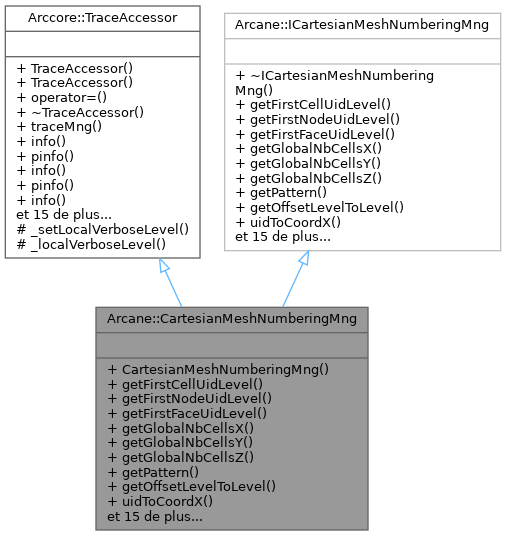 Arccore::TraceAccessor
+ TraceAccessor()
+ TraceAccessor()
+ operator=()
+ ~TraceAccessor()
+ traceMng()
+ info()
+ pinfo()
+ info()
+ pinfo()
+ info()
et 15 de plus...
# _setLocalVerboseLevel()
# _localVerboseLevel()
Arcane::ICartesianMeshNumberingMng
+ ~ICartesianMeshNumbering
Mng()
+ getFirstCellUidLevel()
+ getFirstNodeUidLevel()
+ getFirstFaceUidLevel()
+ getGlobalNbCellsX()
+ getGlobalNbCellsY()
+ getGlobalNbCellsZ()
+ getPattern()
+ getOffsetLevelToLevel()
+ uidToCoordX()
et 15 de plus...
Arcane::CartesianMeshNumberingMng
+ CartesianMeshNumberingMng()
+ getFirstCellUidLevel()
+ getFirstNodeUidLevel()
+ getFirstFaceUidLevel()
+ getGlobalNbCellsX()
+ getGlobalNbCellsY()
+ getGlobalNbCellsZ()
+ getPattern()
+ getOffsetLevelToLevel()
+ uidToCoordX()
et 15 de plus...